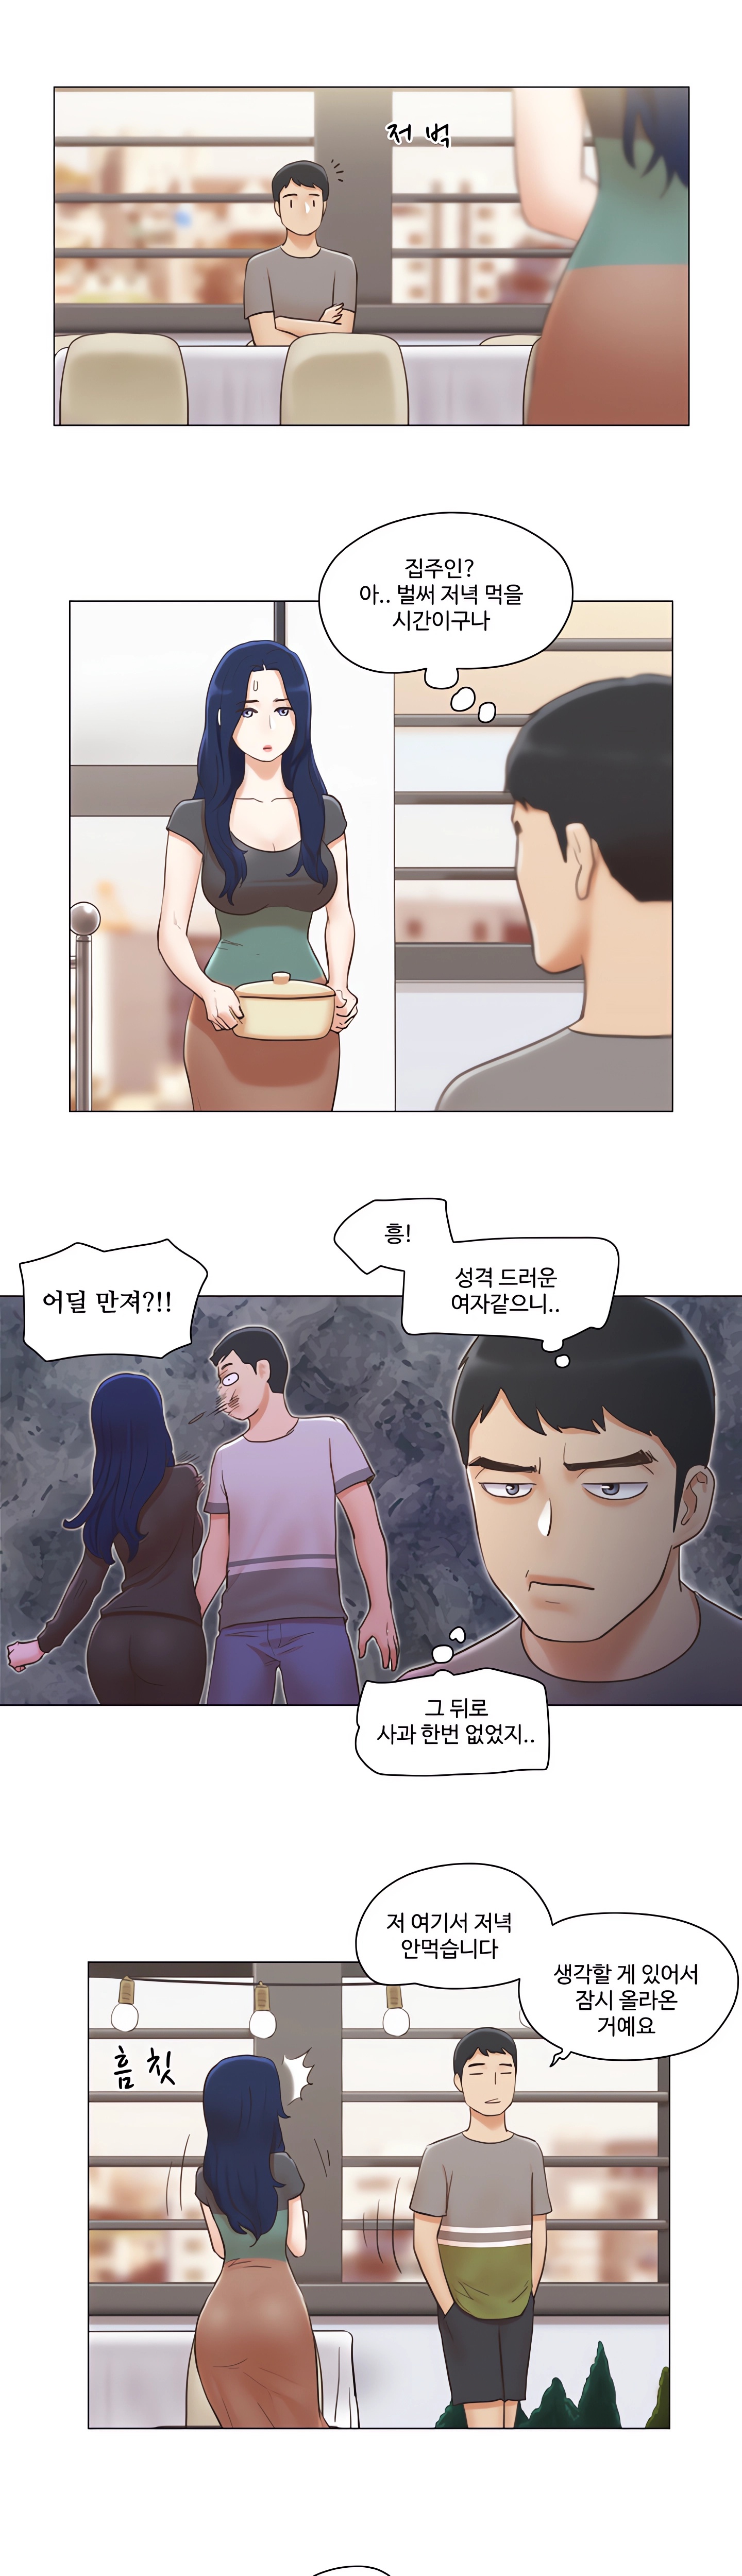 저 벅
집주인?
아.. 벌써 저녁 먹을
시간이구나
어딜 만져?!!
흥!
성격 드러운
여자같으니..
그 뒤로
사과 한번 없었지..
저 여기서 저녁
안먹습니다
생각할 게 있어서
잠시 올라온
거예요
흠 칫